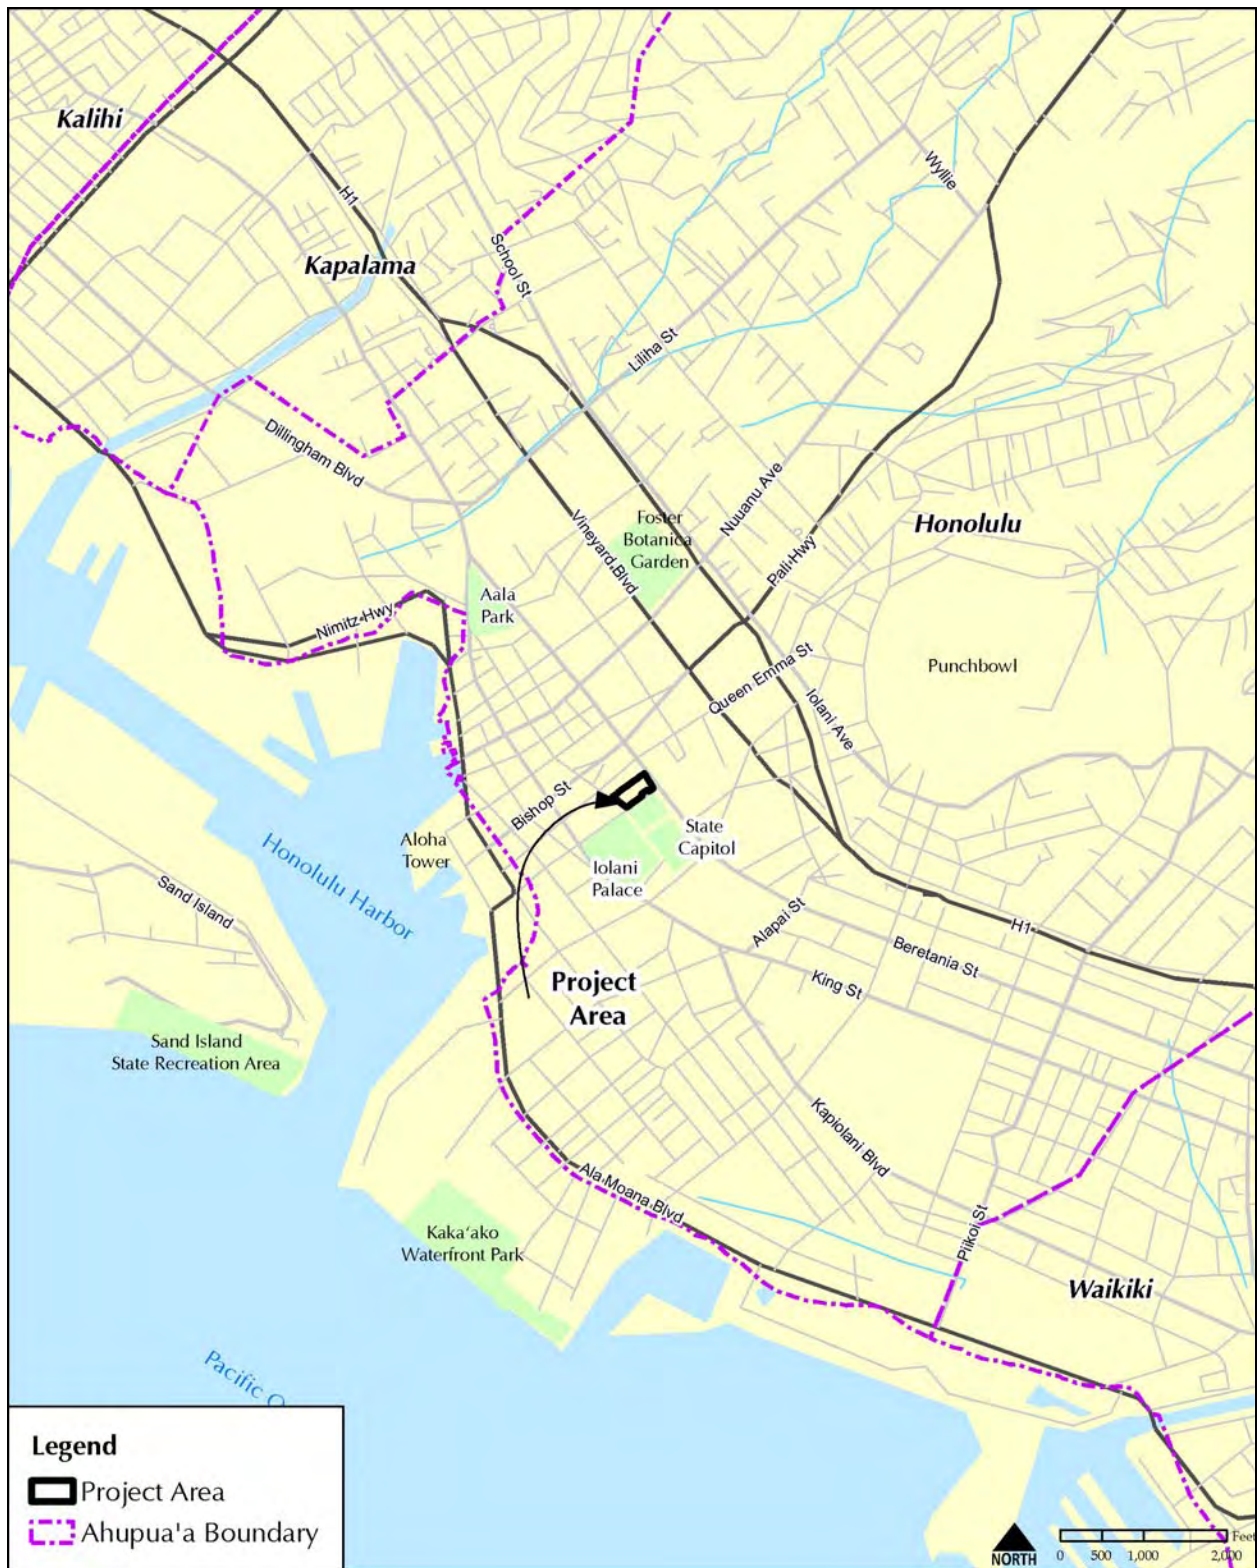 Kalihi
Wyllie
H1
School St
Kapalama
Liliha St
Dillingham Blvd
Nuuanu Ave
Honolulu
Foster
Botanica
Garden
Vineyard Blvd
Pali Hwy
Aala
Park
Nimitz Hwy
Queen Emma St
Punchbowl
Iolani Ave
Bishop St
State
Capitol
Aloha
Tower
Iolani
Palace
Honolulu Harbor
Sand Island
Alapai St
H1
Beretania St
King St
Project
Area
Sand Island
State Recreation Area
Kapiolani Blvd
Ala Moana Blvd
Kaka‘ako
Waterfront Park
Piikoi St
Waikiki
Pacific O
Legend
Project Area
Ahupua'a Boundary
NORTH
0 500 1,000 2,000
Feet